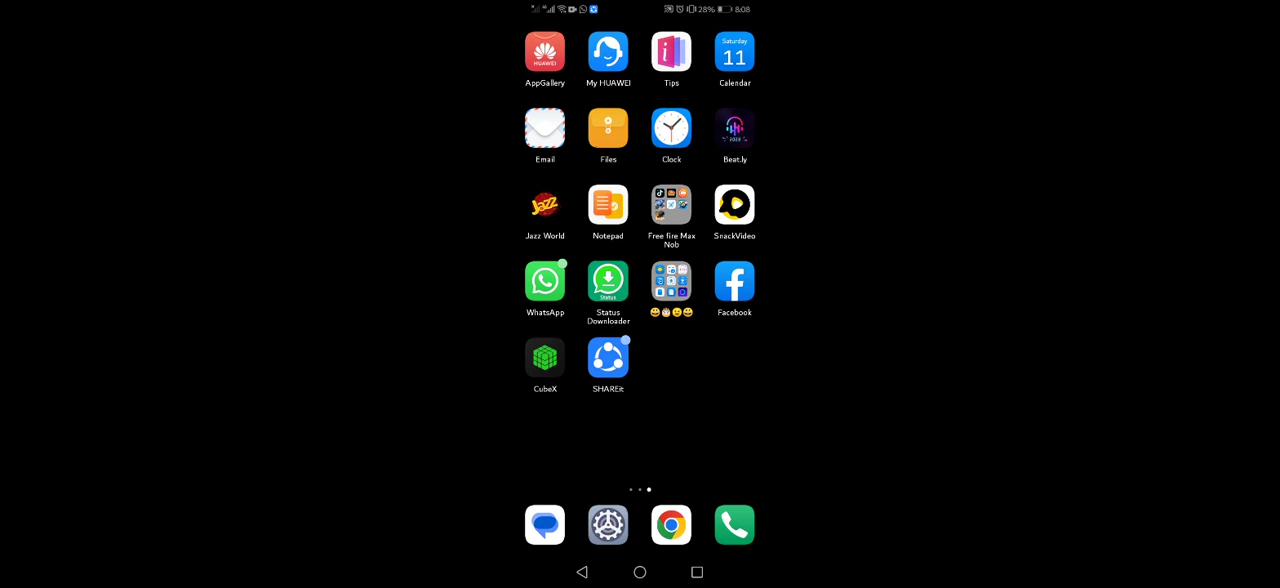 28% 8:08
HUAWEI
Saturday
11
AppGallery My HUAWEI Tips Calendar
2023
Email Files Clock Beat.ly
Jazz
Jazz World Notepad Free fire Max SnackVideo
Nob
Status
WhatsApp Status 😃 😷 😉 😃 Facebook
Downloader
CubeX SHAREit